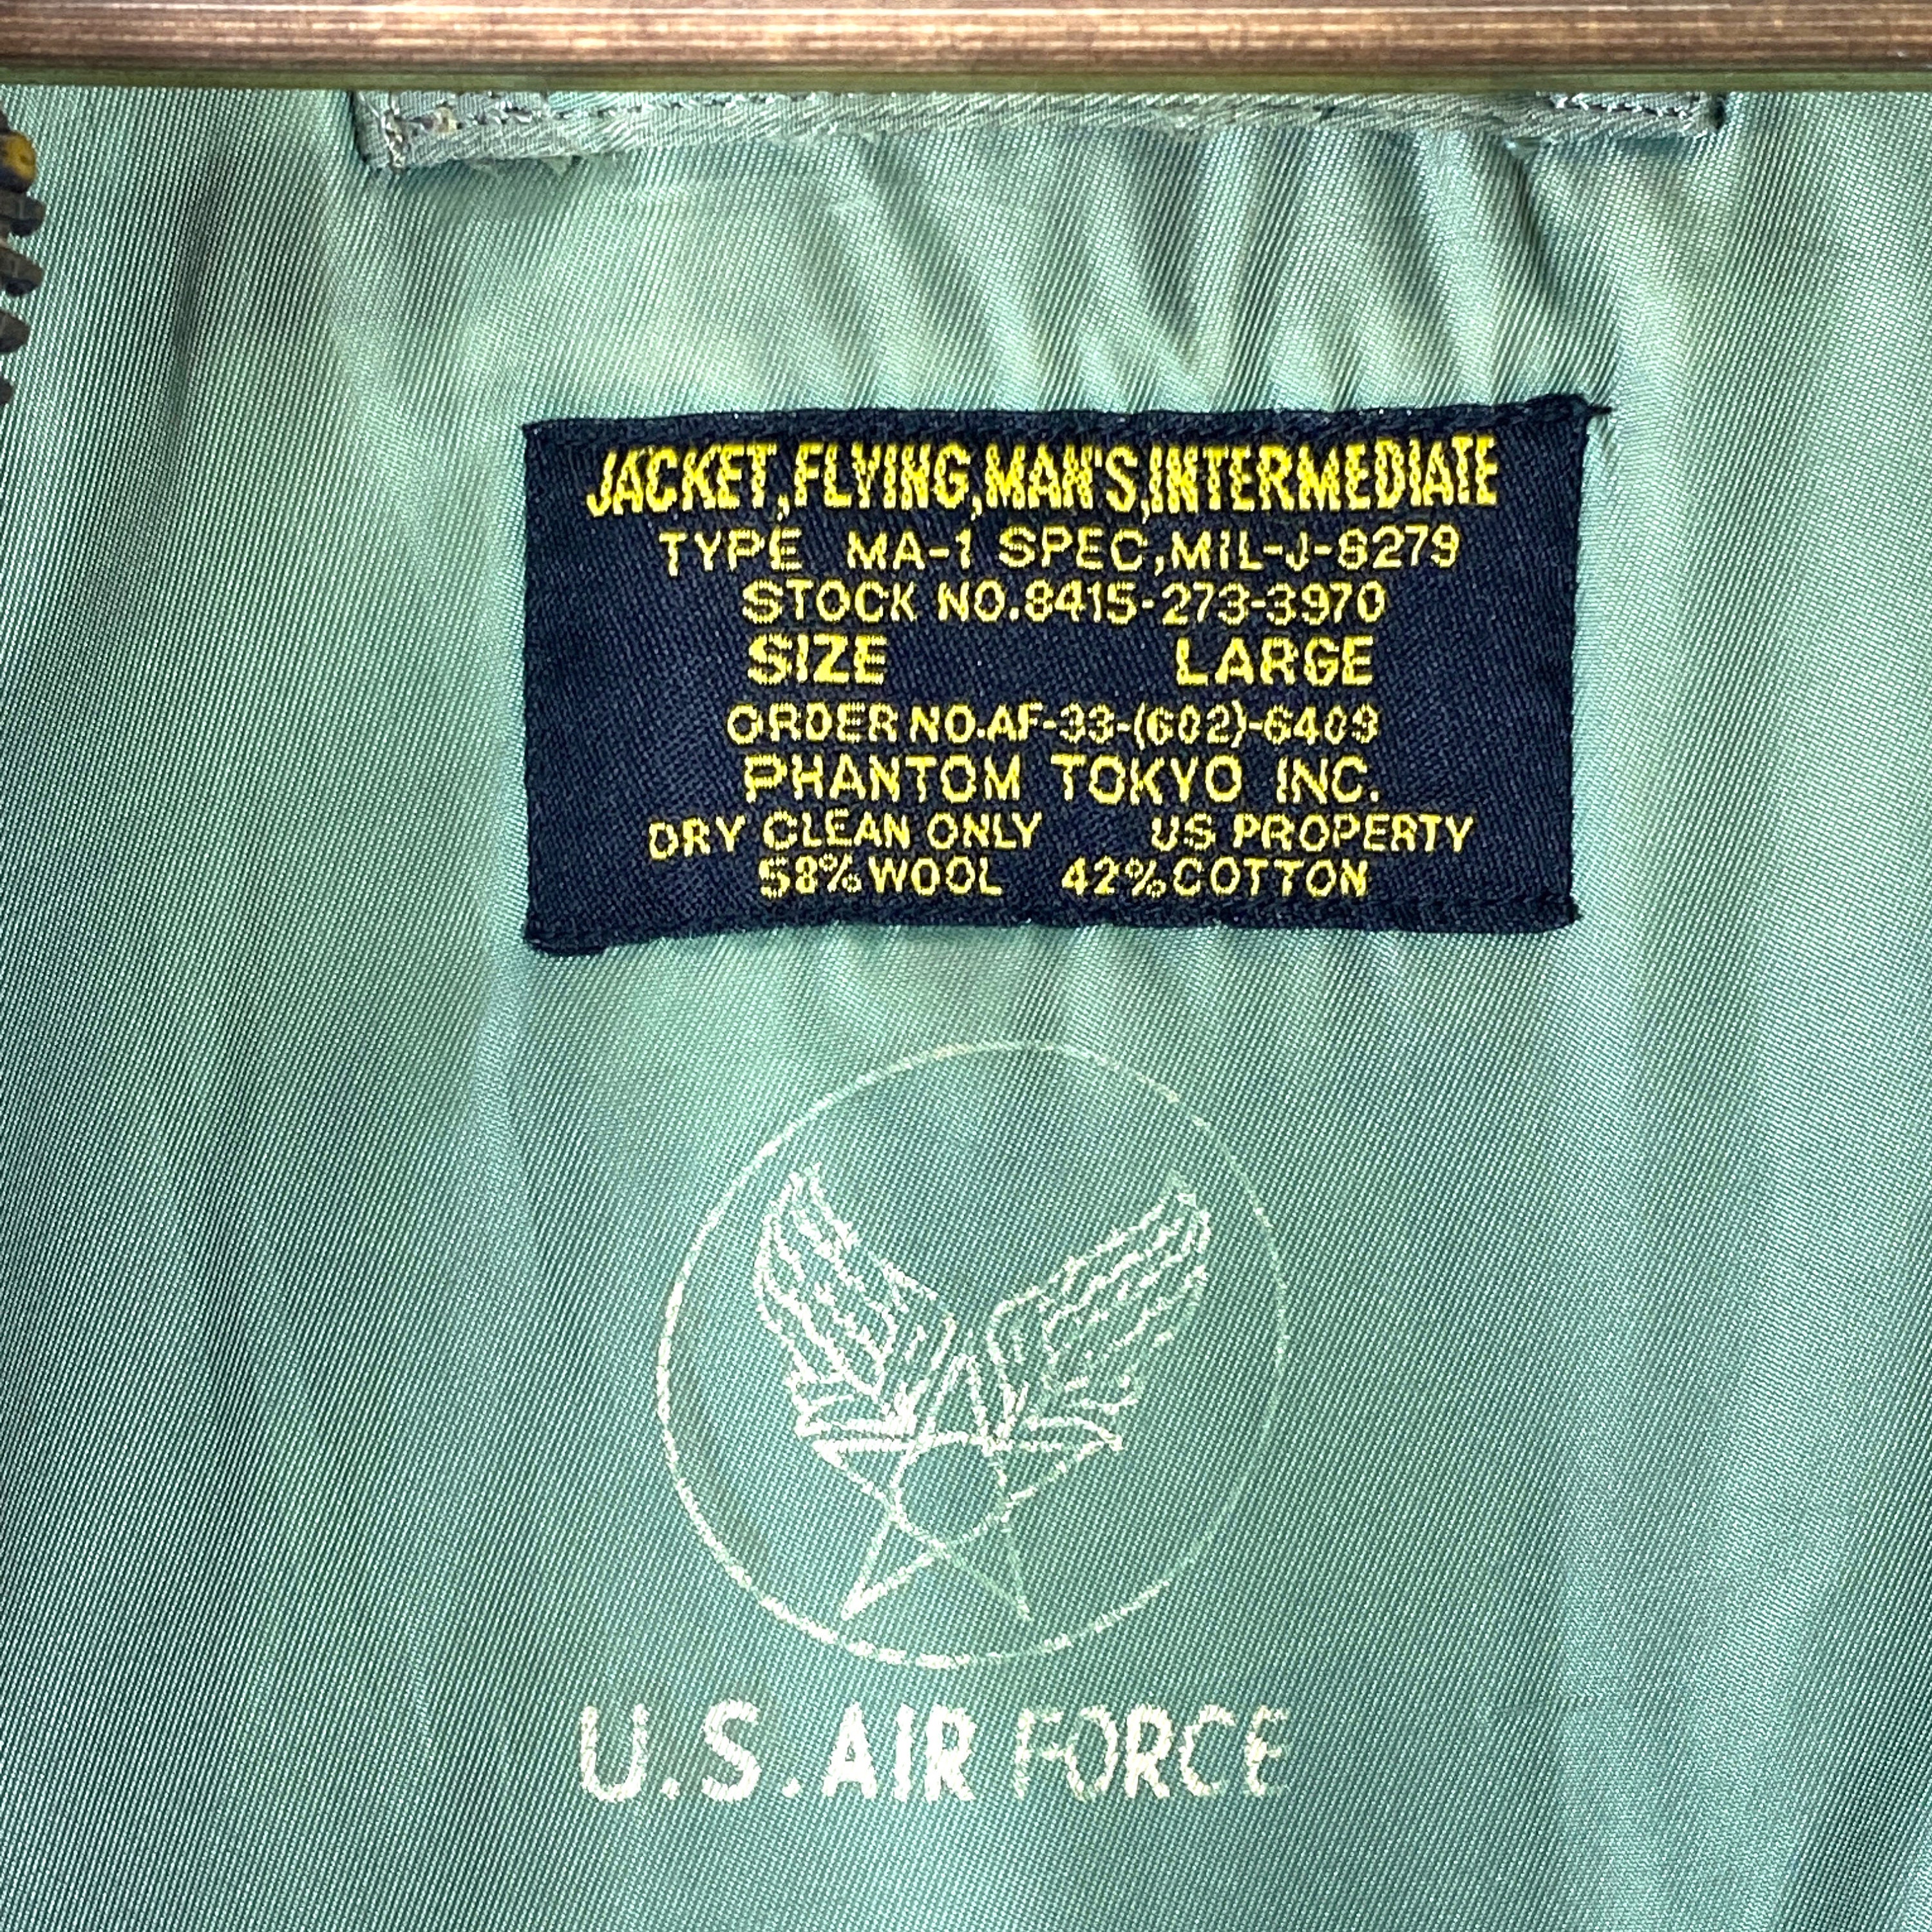 JACKET,FLYING,MAN'S,INTERMEDIATE
TYPE MA-1 SPEC,MIL-J-8279
STOCK NO.8415-273-3970
SIZE LARGE
ORDER NO.AF-33-(602)-6409
PHANTOM TOKYO INC.
DRY CLEAN ONLY US PROPERTY
58% WOOL 42% COTTON
U.S. AIR FORCE